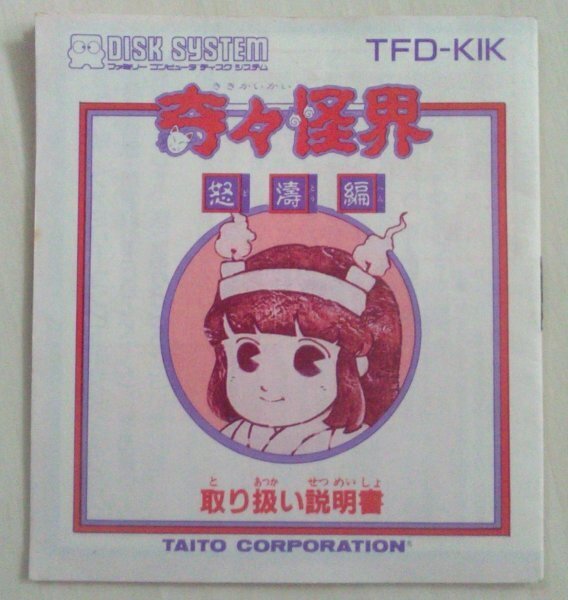 DISK SYSTEM TFD-KIK
ファミリー コンピュータ ディスク システム
ききかいかい
奇々怪界
怒濤編
ど とう へん
と あつか せつ めい しょ
取り扱い説明書
TAITO CORPORATION®